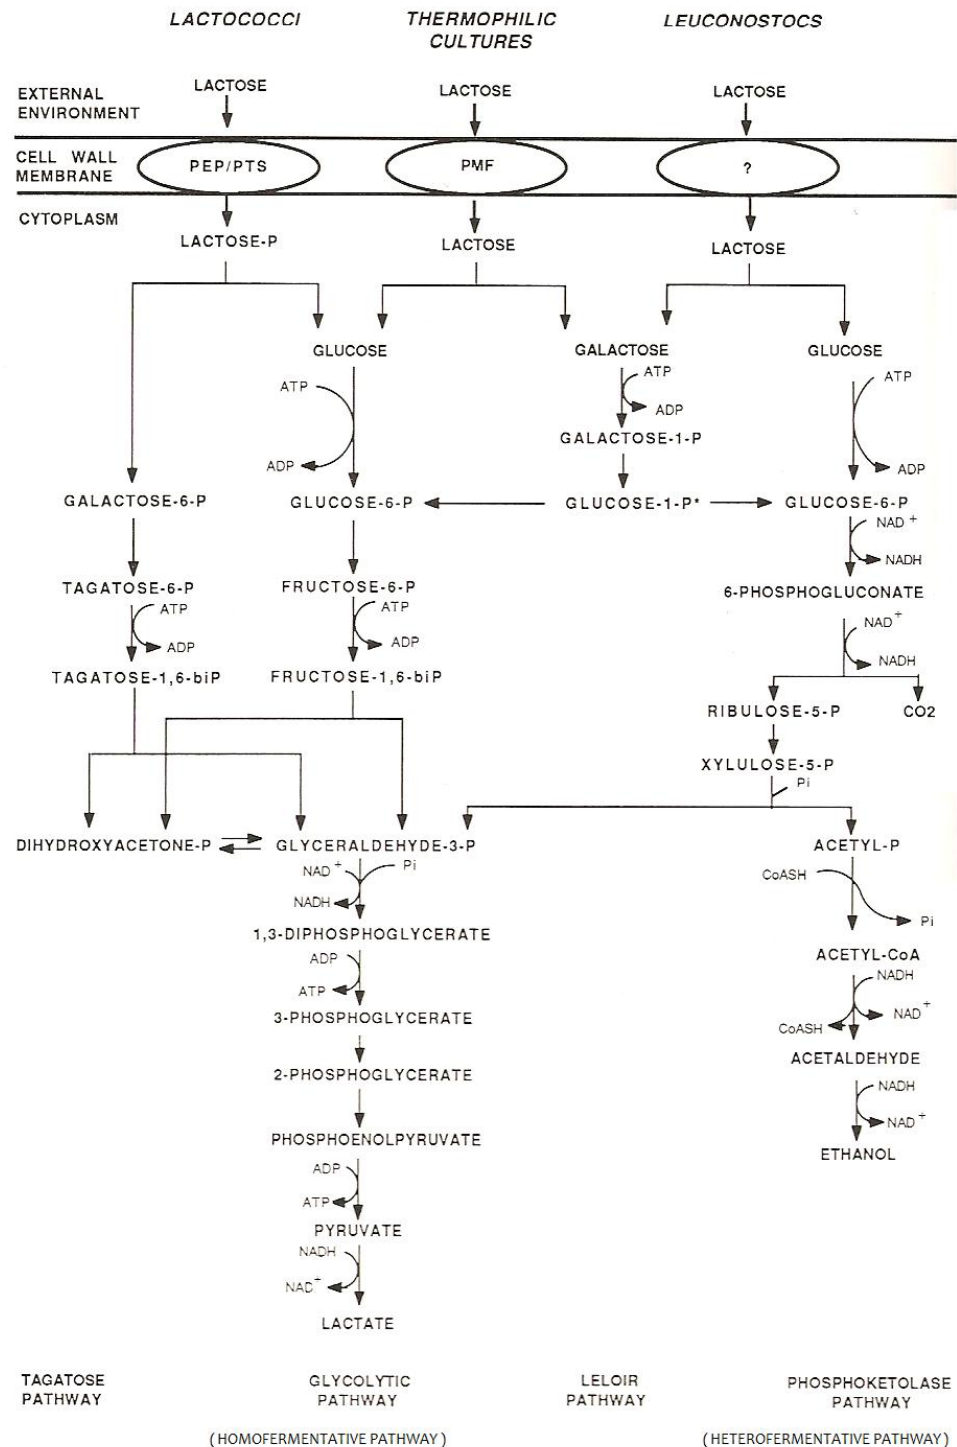 LACTOCOCCI
THERMOPHILIC
CULTURES
LEUCONOSTOCS
EXTERNAL
ENVIRONMENT
LACTOSE
LACTOSE
LACTOSE
CELL WALL
MEMBRANE
PEP/PTS
PMF
?
CYTOPLASM
LACTOSE-P
LACTOSE
LACTOSE
GLUCOSE
GALACTOSE
GLUCOSE
ATP
ATP
ATP
ADP
GALACTOSE-1-P
ADP
ADP
GALACTOSE-6-P
GLUCOSE-6-P
GLUCOSE-1-P*
GLUCOSE-6-P
NAD+
NADH
TAGATOSE-6-P
FRUCTOSE-6-P
6-PHOSPHOGLUCONATE
ATP
ATP
NAD+
ADP
ADP
NADH
TAGATOSE-1,6-biP
FRUCTOSE-1,6-biP
RIBULOSE-5-P
CO2
XYLULOSE-5-P
Pi
DIHYDROXYACETONE-P
GLYCERALDEHYDE-3-P
ACETYL-P
NAD+
Pi
CoASH
NADH
Pi
1,3-DIPHOSPHOGLYCERATE
ACETYL-CoA
ADP
NADH
ATP
NAD+
3-PHOSPHOGLYCERATE
CoASH
ACETALDEHYDE
2-PHOSPHOGLYCERATE
NADH
NAD+
PHOSPHOENOLPYRUVATE
ETHANOL
ADP
ATP
PYRUVATE
NADH
NAD+
LACTATE
TAGATOSE
PATHWAY
GLYCOLYTIC
PATHWAY
LELOIR
PATHWAY
PHOSPHOKETOLASE
PATHWAY
( HOMOFERMENTATIVE PATHWAY )
( HETEROFERMENTATIVE PATHWAY )